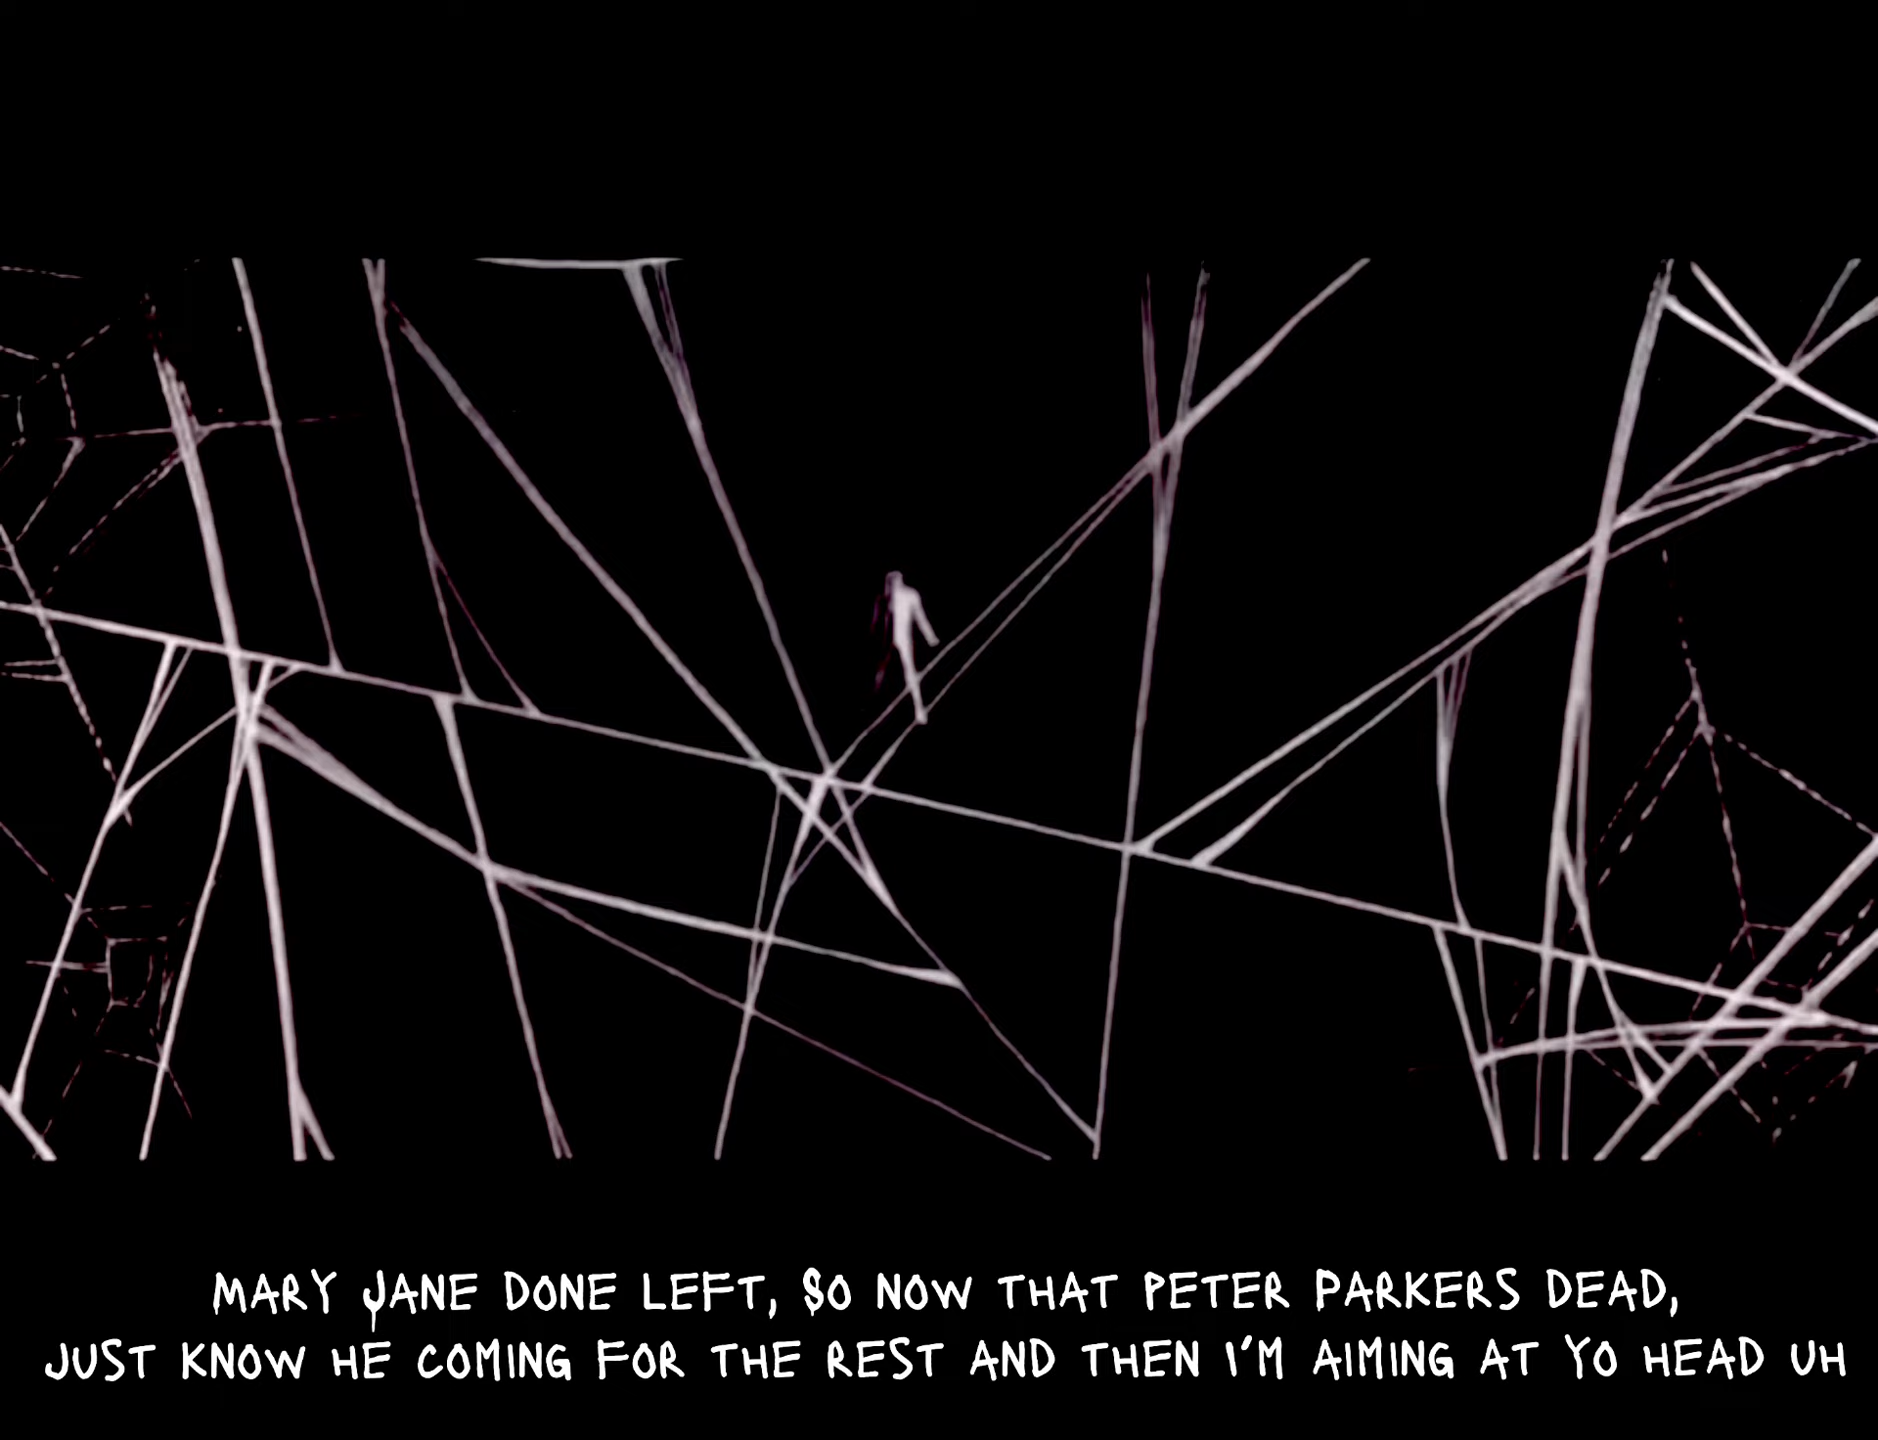 MARY JANE DONE LEFT, $O NOW THAT PETER PARKERS DEAD,
JUST KNOW HE COMING FOR THE REST AND THEN I'M AIMING AT YO HEAD UH